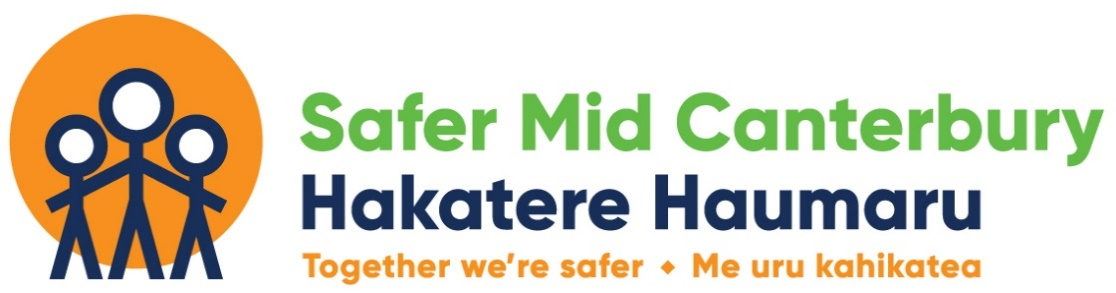 Safer Mid Canterbury
Hakatere Haumaru
Together we're safer ⬥ Me uru kahikatea